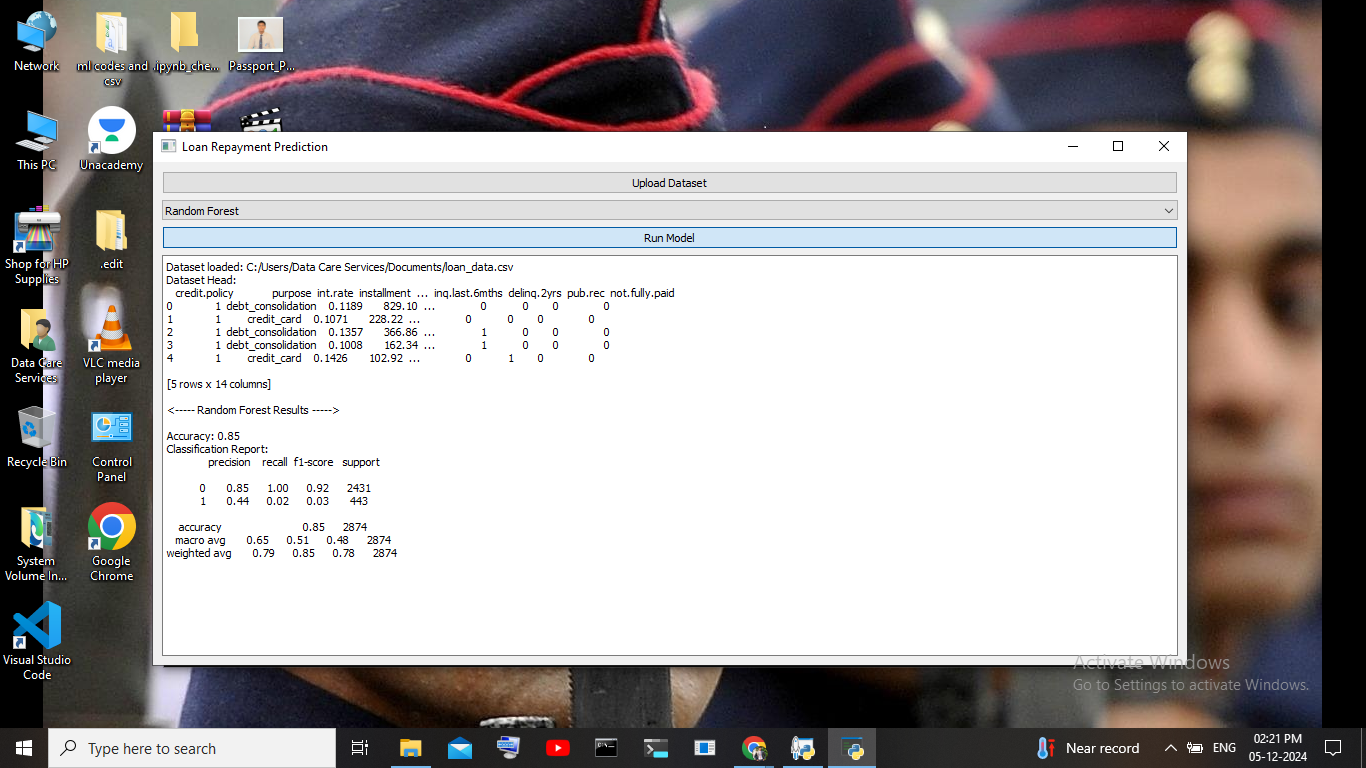 Network
ml codes and
csv
.ipynb_che...
Passport_P...
This PC
Unacademy
Shop for HP
Supplies
.edit
Data Care
Services
VLC media
player
Recycle Bin
Control
Panel
System
Volume In...
Google
Chrome
Visual Studio
Code
Loan Repayment Prediction
Upload Dataset
Random Forest
Run Model
Dataset loaded: C:/Users/Data Care Services/Documents/loan_data.csv
Dataset Head:
credit.policy purpose int.rate installment ... inq.last.6mths delinq.2yrs pub.rec not.fully.paid
0 1 debt_consolidation 0.1189 829.10 ... 0 0 0 0
1 1 credit_card 0.1071 228.22 ... 0 0 0 0
2 1 debt_consolidation 0.1357 366.86 ... 1 0 0 0
3 1 debt_consolidation 0.1008 162.34 ... 1 0 0 0
4 1 credit_card 0.1426 102.92 ... 0 1 0 0
[5 rows x 14 columns]
<----- Random Forest Results ----->
Accuracy: 0.85
Classification Report:
precision recall f1-score support
0 0.85 1.00 0.92 2431
1 0.44 0.02 0.03 443
accuracy 0.85 2874
macro avg 0.65 0.51 0.48 2874
weighted avg 0.79 0.85 0.78 2874
Activate Windows
Go to Settings to activate Windows.
Type here to search
Near record
ENG
02:21 PM
05-12-2024